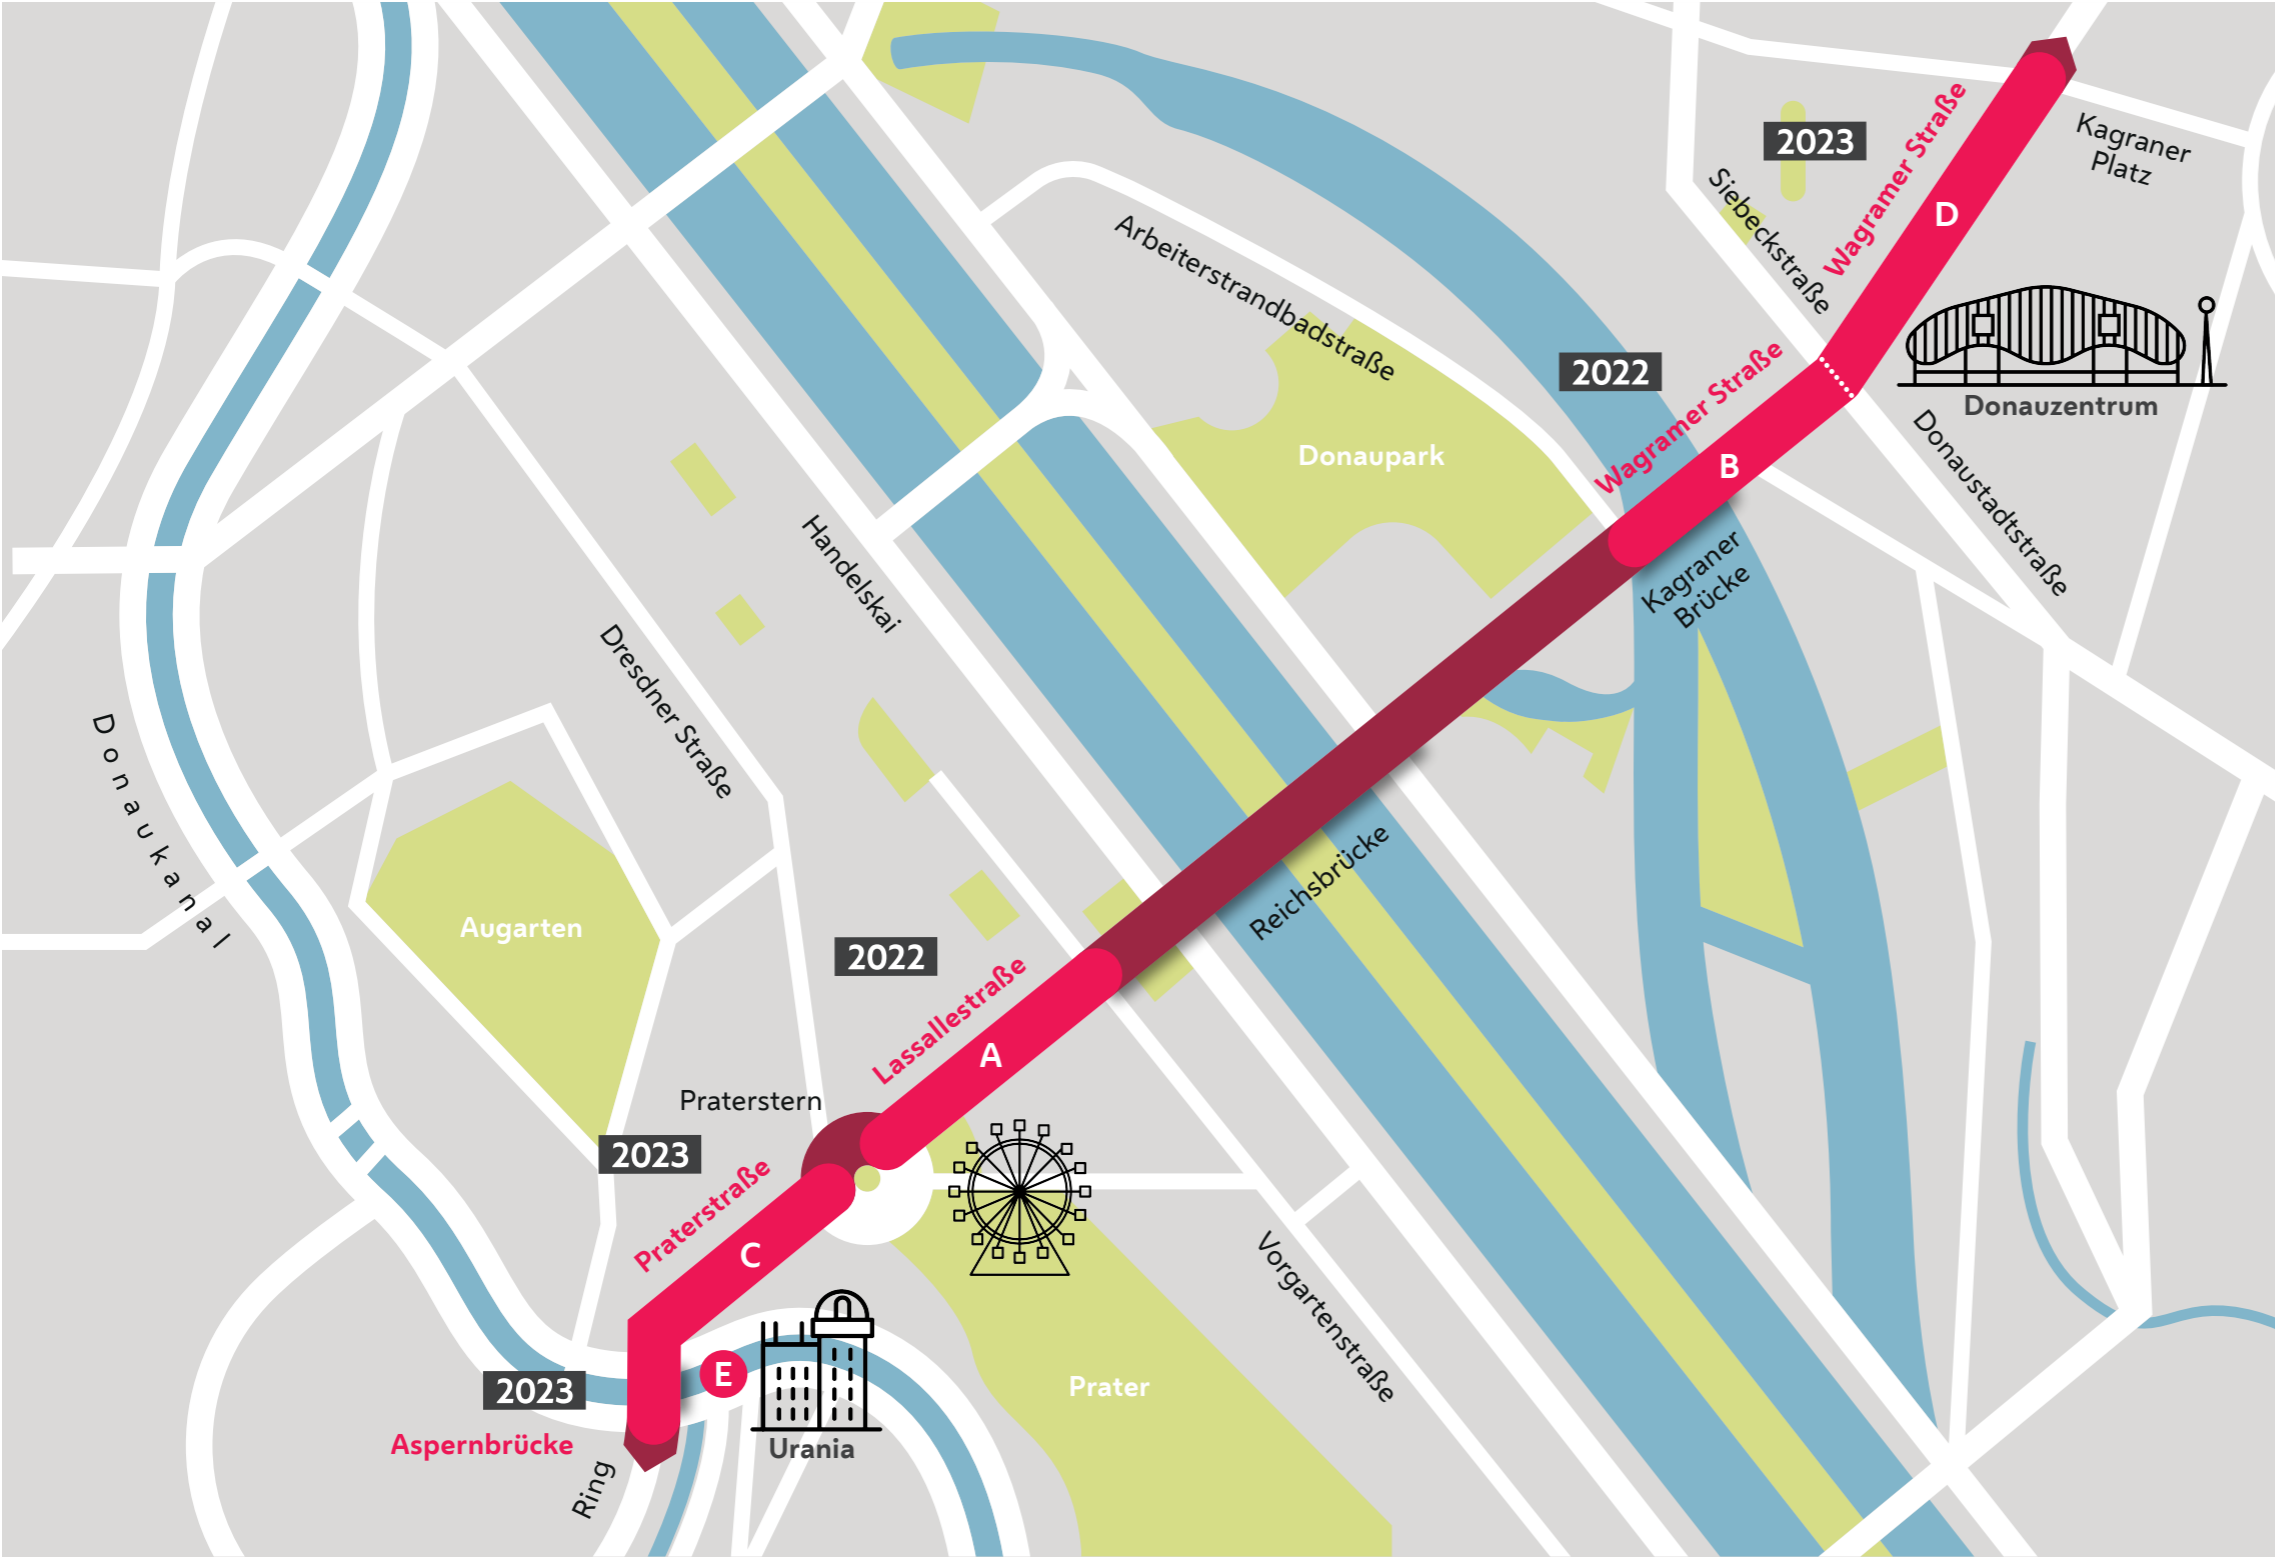 Kagraner
Platz
2023
Wagramer Straße
D
Siebeckstraße
Arbeiterstrandbadstraße
2022
Wagramer Straße
Donauzentrum
B
Donaupark
Donaustadtstraße
Handelskai
Kagraner
Brücke
Dresdner Straße
Donaukanal
Reichsbrücke
Augarten
2022
Lassallestraße
A
Praterstern
2023
Praterstraße
C
Vorgartenstraße
E
2023
Prater
Aspernbrücke
Urania
Ring